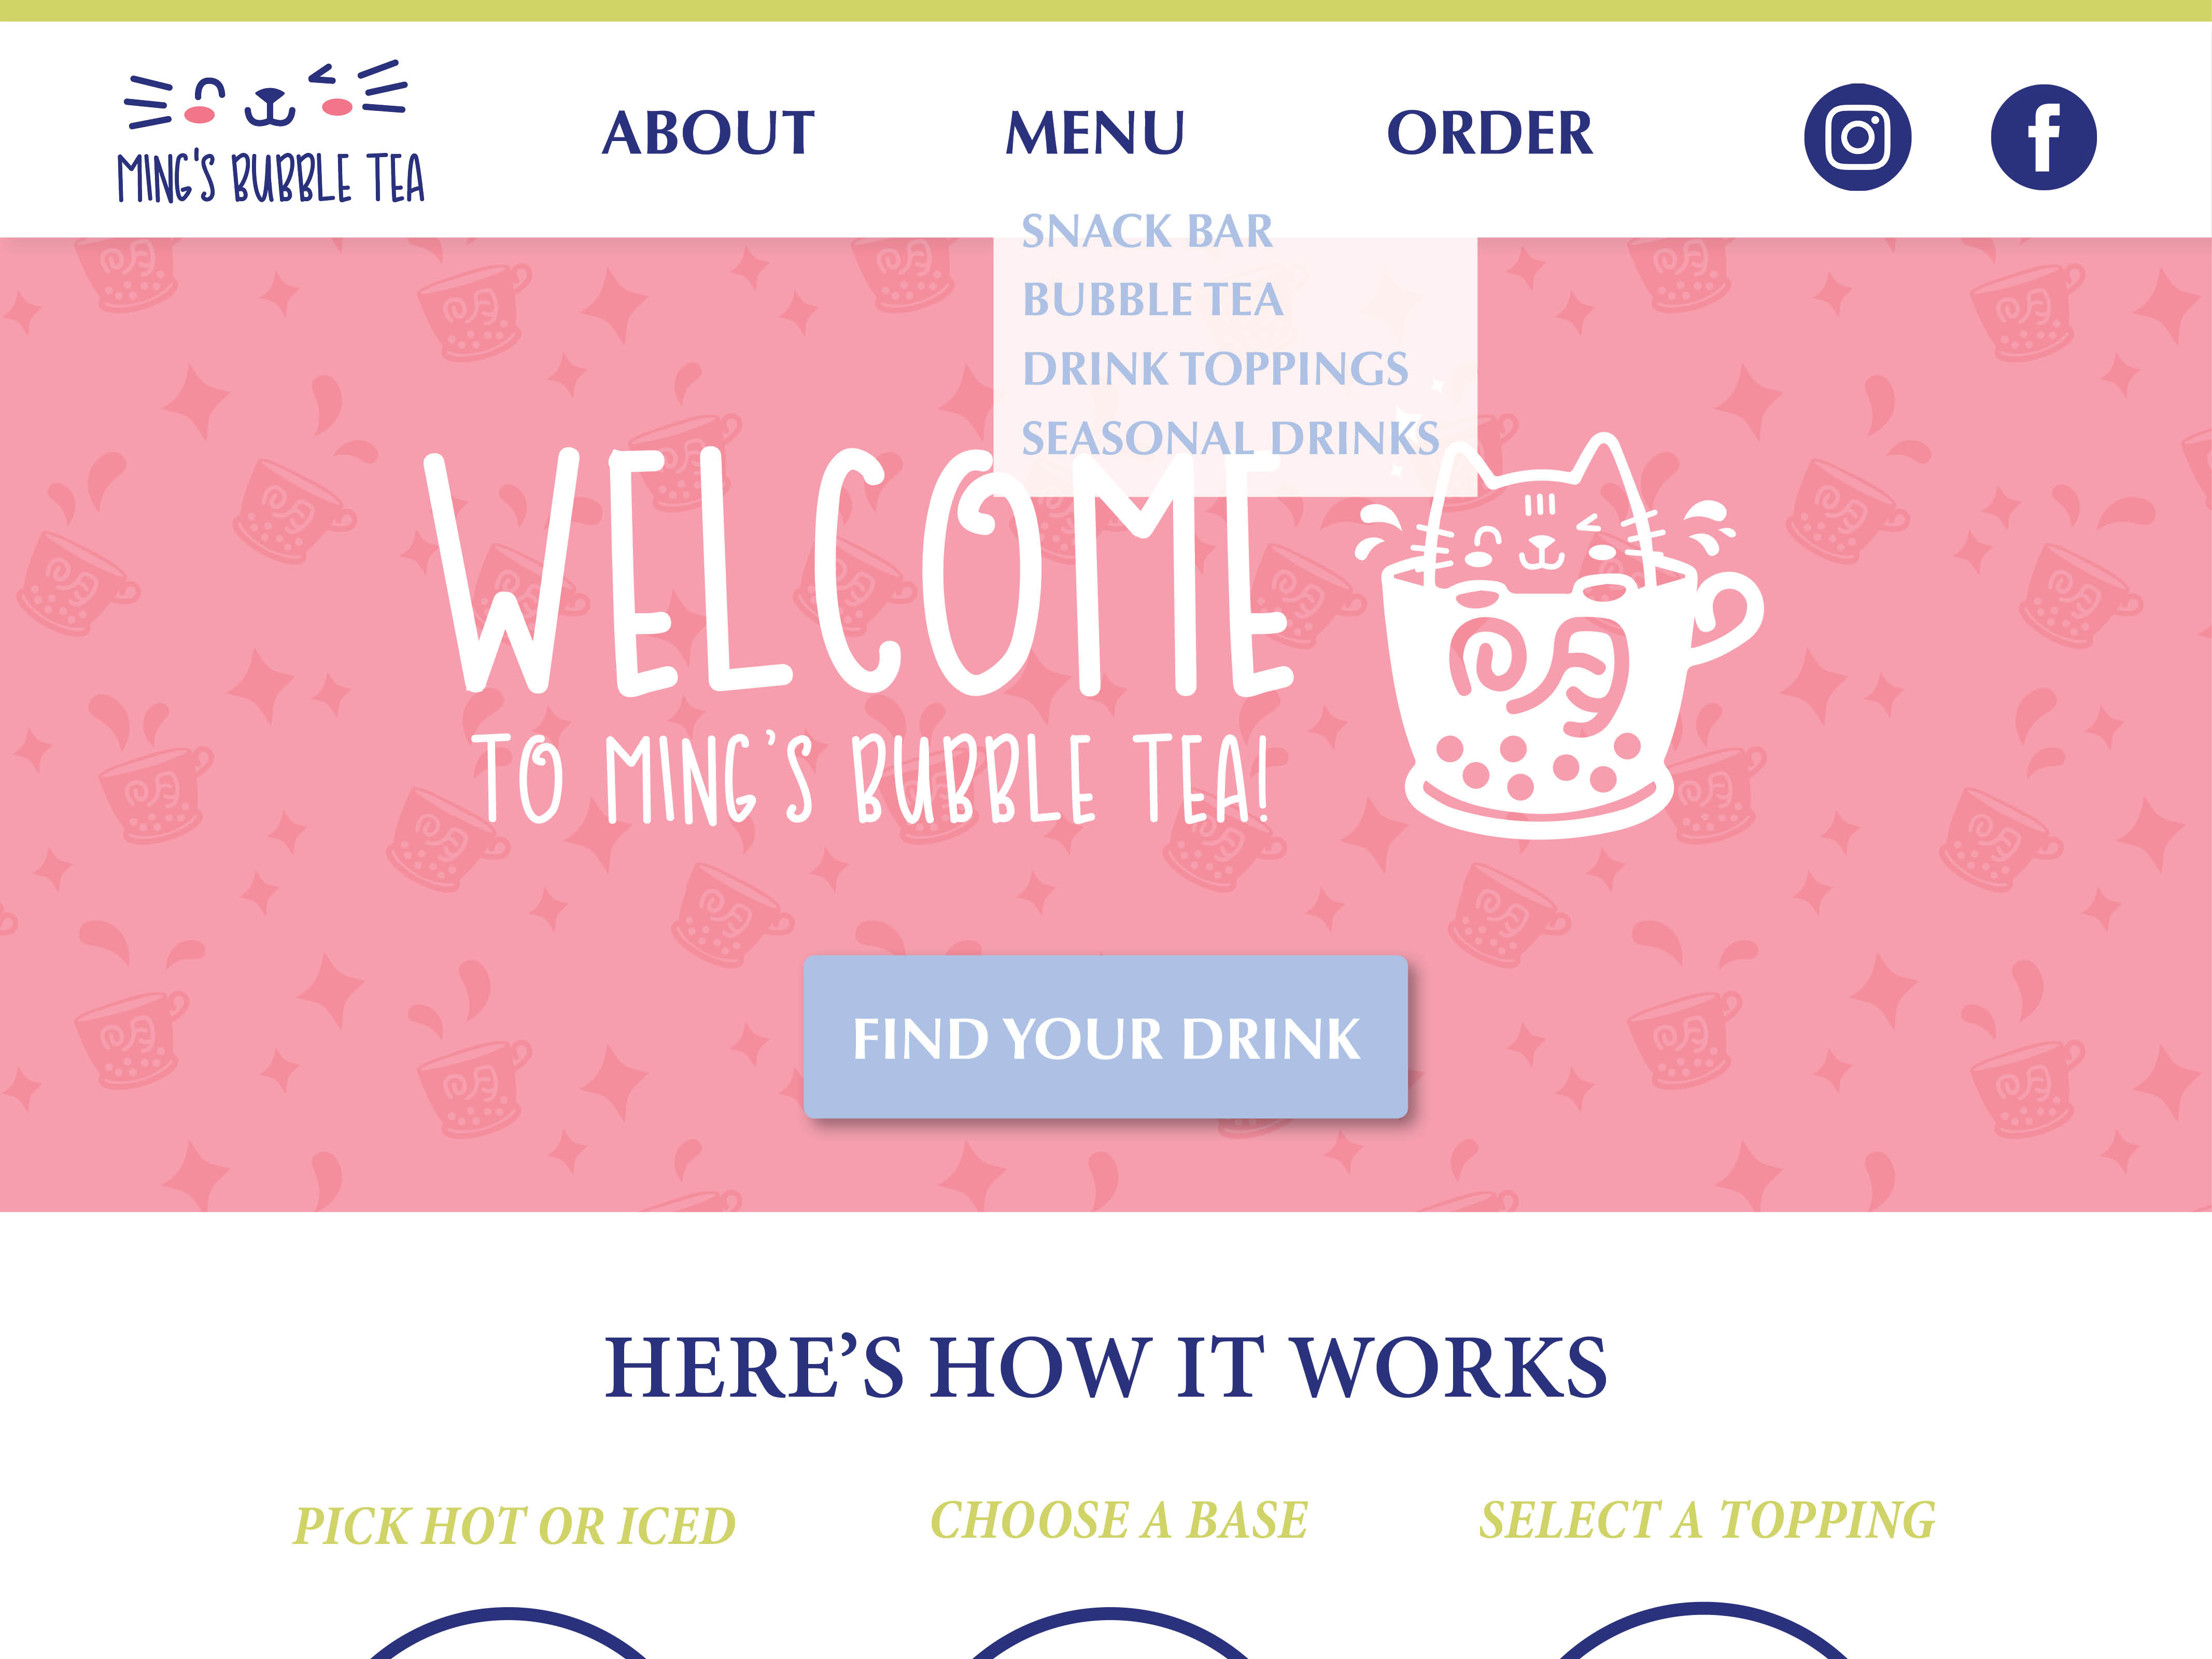 MING'S BUBBLE TEA
ABOUT
MENU
ORDER
SNACK BAR
BUBBLE TEA
DRINK TOPPINGS
SEASONAL DRINKS
WELCOME
TO MING'S BUBBLE TEA!
FIND YOUR DRINK
HERE'S HOW IT WORKS
PICK HOT OR ICED
CHOOSE A BASE
SELECT A TOPPING